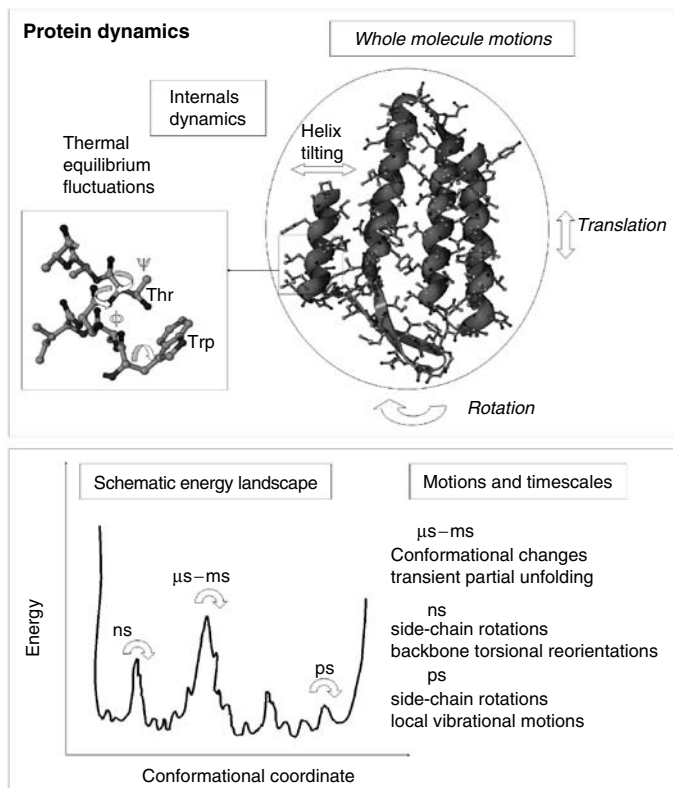 Protein dynamics
Whole molecule motions
Internals
dynamics
Thermal
equilibrium
fluctuations
Helix
tilting
Translation
Ψ
Thr
Φ
Trp
Rotation
Schematic energy landscape
Motions and timescales
μs–ms
Conformational changes
transient partial unfolding
ns
side-chain rotations
backbone torsional reorientations
ps
side-chain rotations
local vibrational motions
Energy
ns
μs–ms
ps
Conformational coordinate